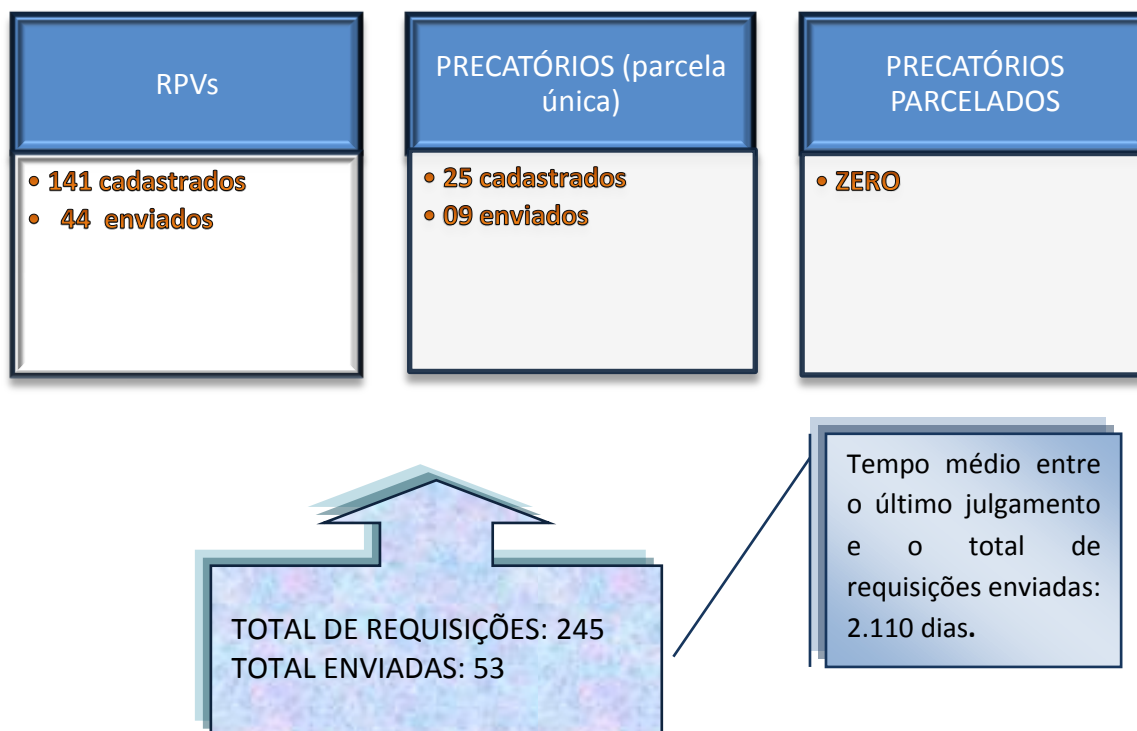 RPVs
• 141 cadastrados
• 44 enviados
PRECATÓRIOS (parcela
única)
• 25 cadastrados
• 09 enviados
PRECATÓRIOS
PARCELADOS
• ZERO
TOTAL DE REQUISIÇÕES: 245
TOTAL ENVIADAS: 53
Tempo médio entre
o último julgamento
e o total de
requisições enviadas:
2.110 dias.